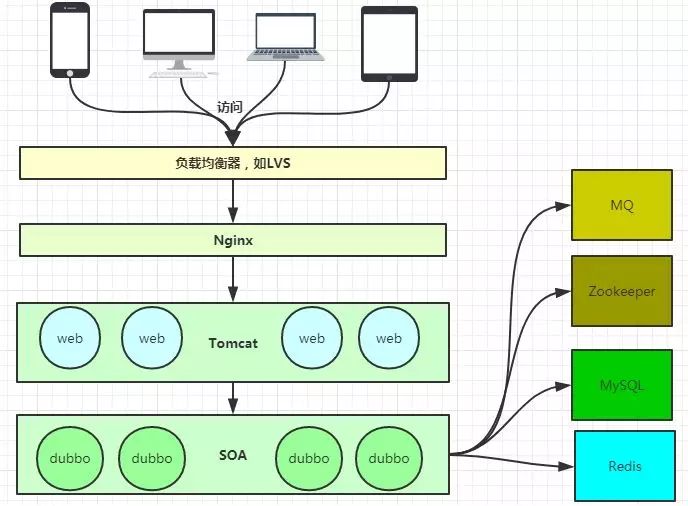 访问
负载均衡器，如LVS
Nginx
web
web
Tomcat
web
web
dubbo
dubbo
SOA
dubbo
dubbo
MQ
Zookeeper
MySQL
Redis